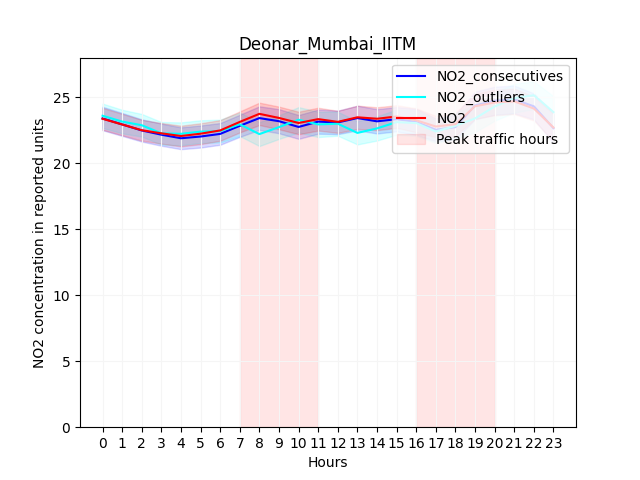 Deonar_Mumbai_IITM
NO2_consecutives
NO2_outliers
NO2
Peak traffic hours
NO2 concentration in reported units
25
20
15
10
5
0
0 1 2 3 4 5 6 7 8 9 10 11 12 13 14 15 16 17 18 19 20 21 22 23
Hours